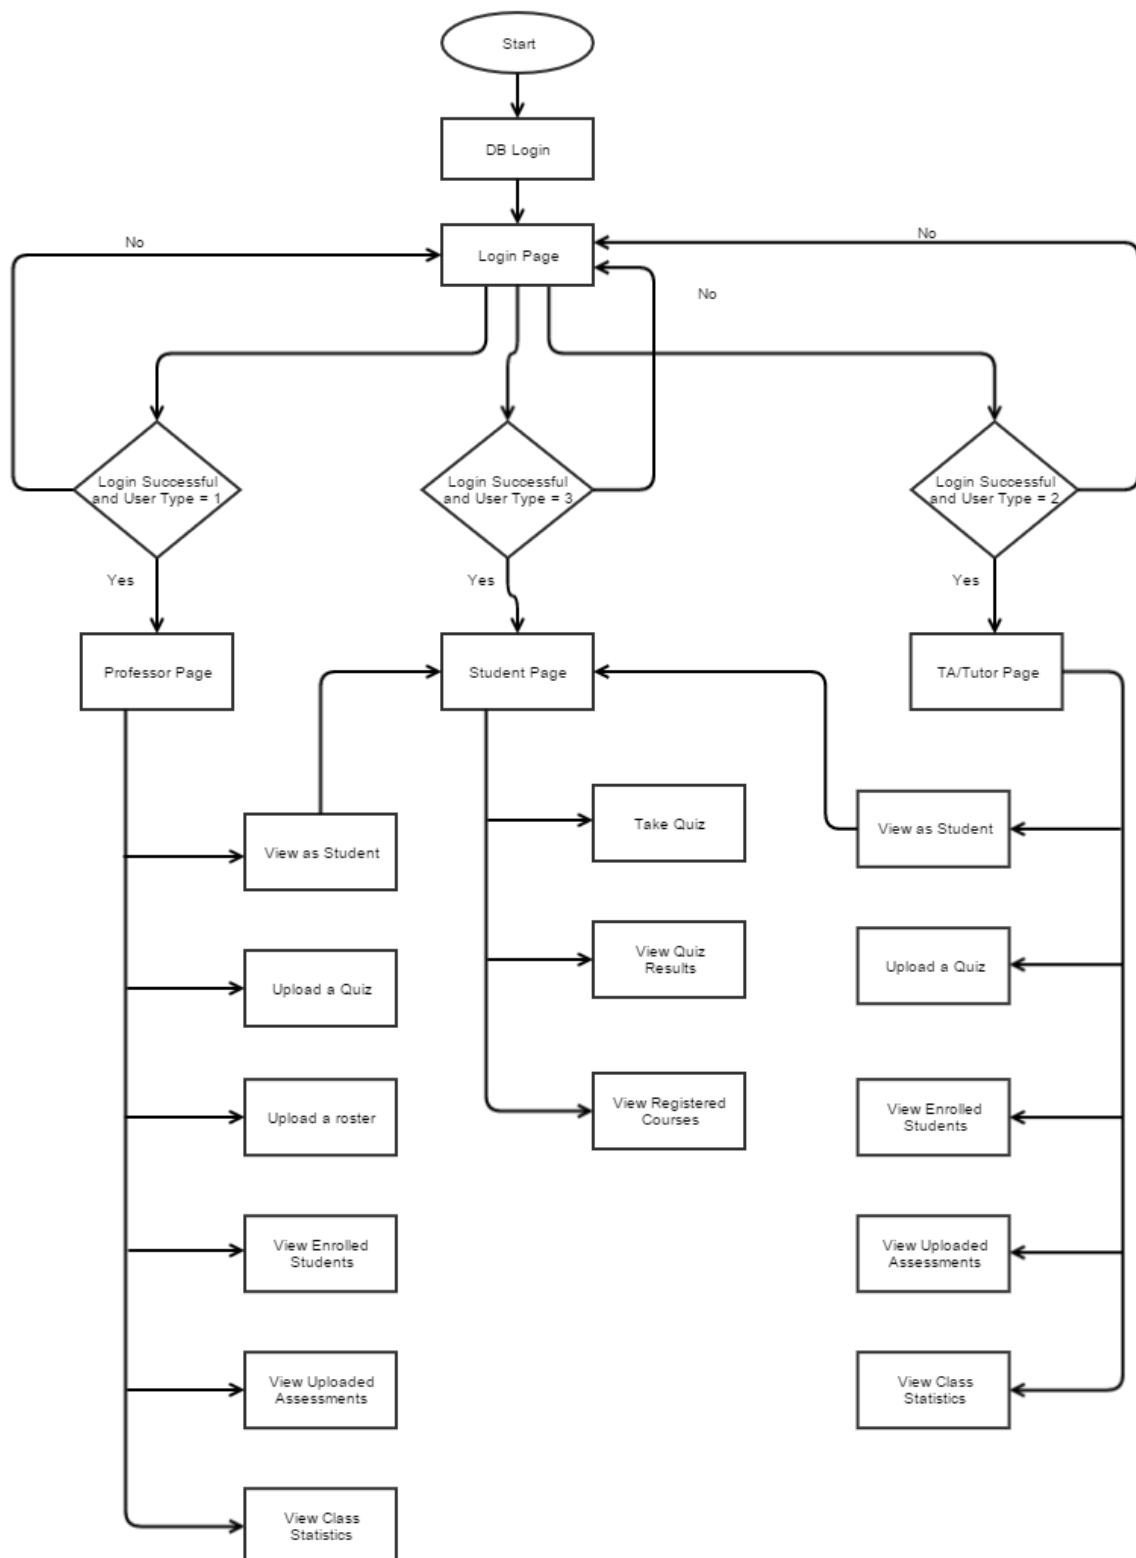 Start
DB Login
No
No
Login Page
No
Login Successful
and User Type = 1
Login Successful
and User Type = 3
Login Successful
and User Type = 2
Yes
Yes
Yes
Professor Page
Student Page
TA/Tutor Page
Take Quiz
View as Student
View as Student
View Quiz
Results
Upload a Quiz
Upload a Quiz
View Registered
Courses
Upload a roster
View Enrolled
Students
View Enrolled
Students
View Uploaded
Assessments
View Uploaded
Assessments
View Class
Statistics
View Class
Statistics